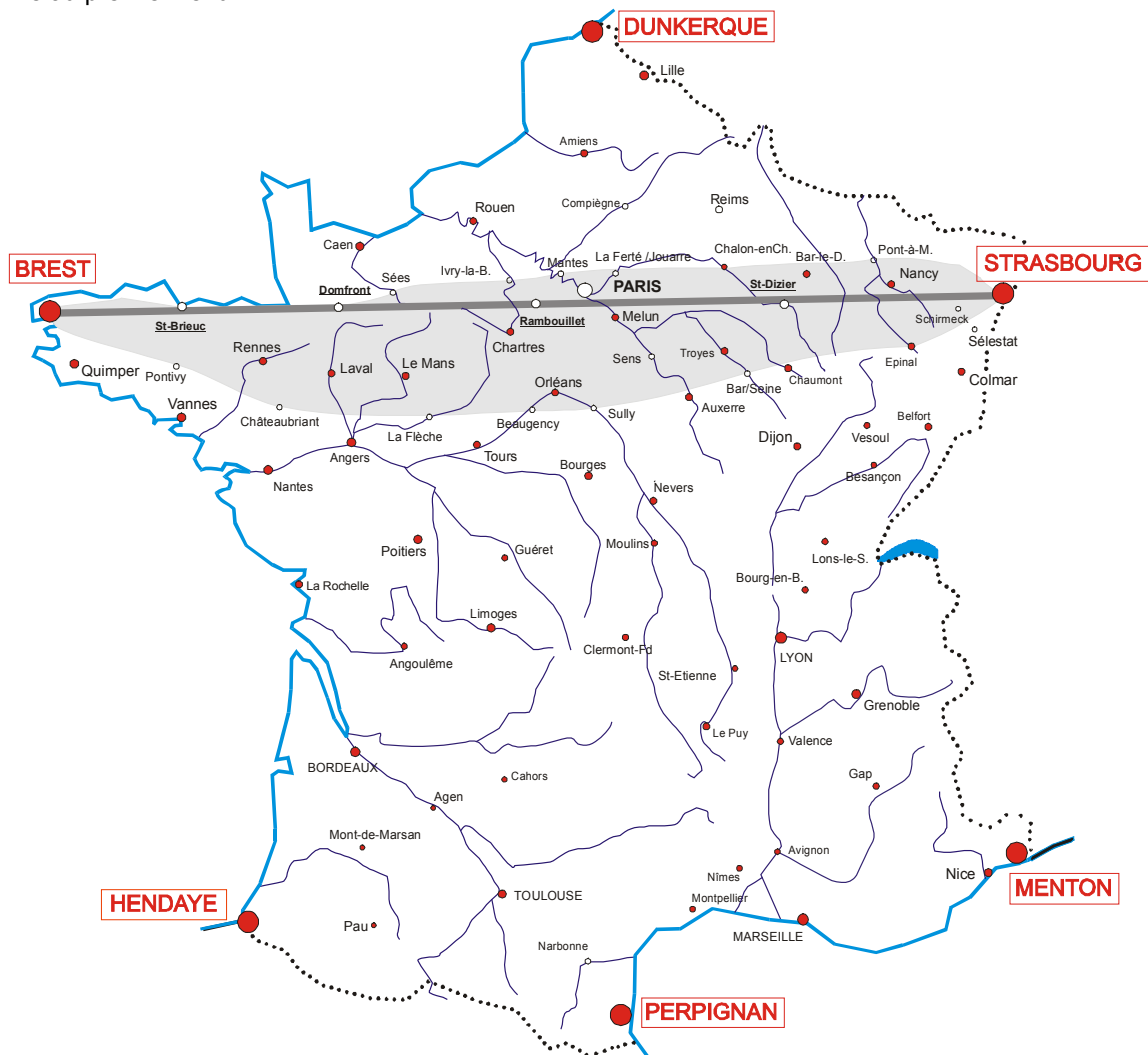 DUNKERQUE
Lille
Amiens
Compiègne
Reims
Rouen
Caen
Sées
Ivry-la-B.
Mantes
La Ferté /Jouarre
Chalon-enCh.
Bar-le-D.
Pont-à-M.
Nancy
BREST
STRASBOURG
Domfront
PARIS
St-Dizier
St-Brieuc
Rambouillet
Melun
Schirmeck
Sélestat
Chartres
Rennes
Laval
Le Mans
Sens
Troyes
Epinal
Quimper
Pontivy
Orléans
Bar/Seine
Chaumont
Colmar
Vannes
Châteaubriant
La Flèche
Beaugency
Sully
Auxerre
Belfort
Angers
Tours
Dijon
Vesoul
Besançon
Nantes
Bourges
Nevers
Poitiers
Guéret
Moulins
Lons-le-S.
La Rochelle
Bourg-en-B.
Limoges
Angoulême
Clermont-Fd
LYON
St-Etienne
Grenoble
Le Puy
Valence
BORDEAUX
Cahors
Gap
Agen
Mont-de-Marsan
Avignon
Nîmes
Nice
MENTON
HENDAYE
TOULOUSE
Montpellier
Pau
MARSEILLE
Narbonne
PERPIGNAN